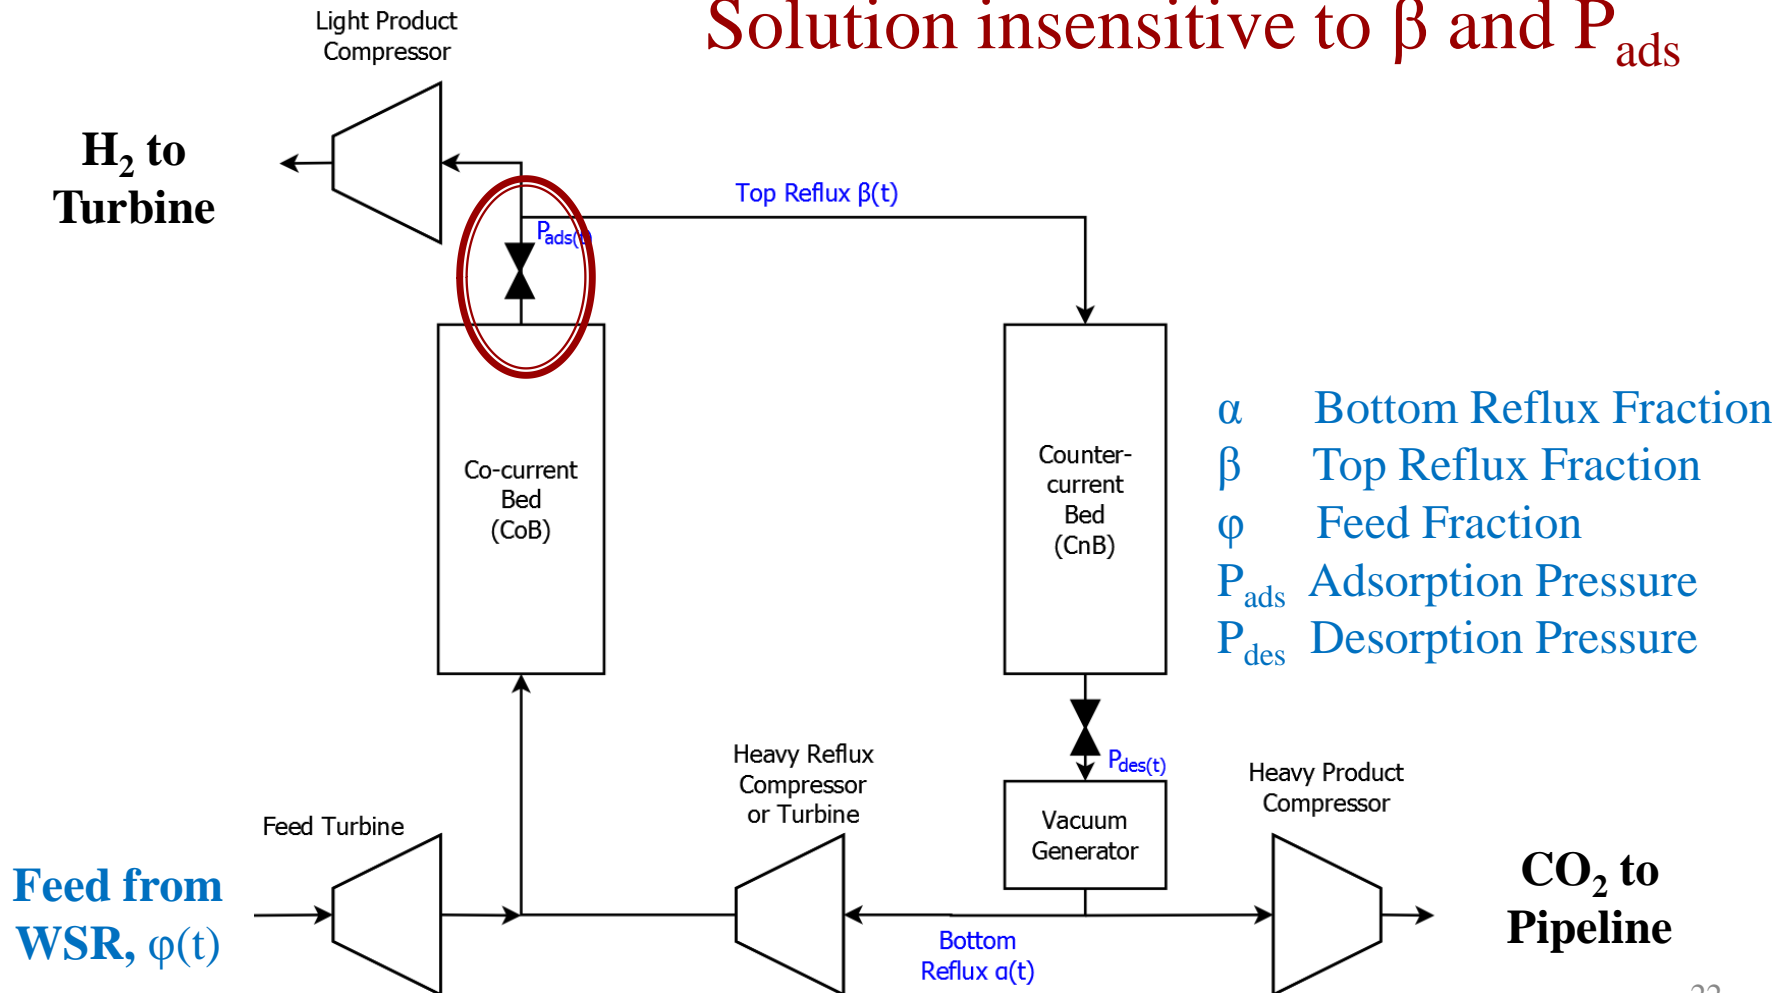 Solution insensitive to β and Pads
Light Product
Compressor
H2 to
Turbine
Top Reflux β(t)
Pads(t)
Co-current
Bed
(CoB)
Counter-
current
Bed
(CnB)
α Bottom Reflux Fraction
β Top Reflux Fraction
φ Feed Fraction
Pads Adsorption Pressure
Pdes Desorption Pressure
Pdes(t)
Heavy Reflux
Compressor
or Turbine
Heavy Product
Compressor
Feed Turbine
Vacuum
Generator
Feed from
WSR, φ(t)
Bottom
Reflux α(t)
CO2 to
Pipeline